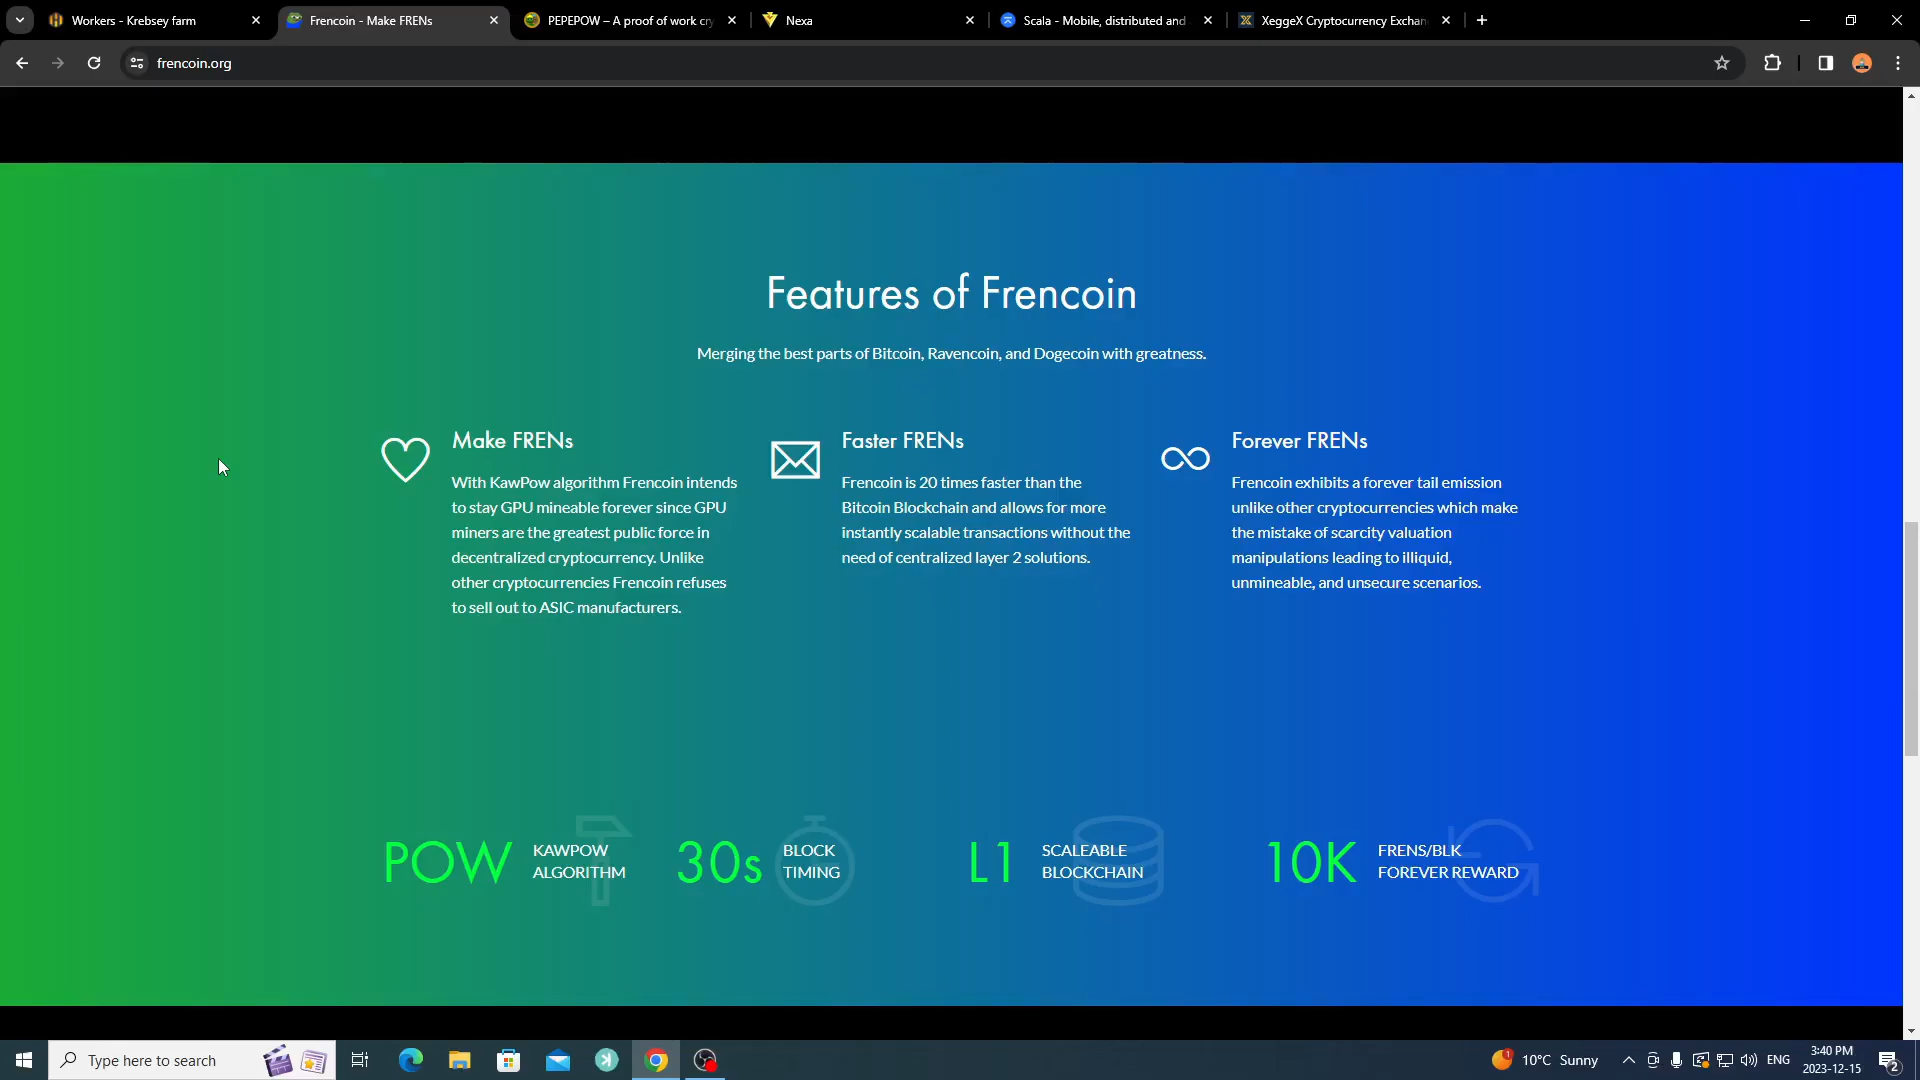 Workers - Krebsey farm
Frencoin - Make FRENs
PEPEPOW – A proof of work cr
Nexa
Scala - Mobile, distributed and
XeggeX Cryptocurrency Exchan
frencoin.org
Features of Frencoin
Merging the best parts of Bitcoin, Ravencoin, and Dogecoin with greatness.
Make FRENs
With KawPow algorithm Frencoin intends
to stay GPU mineable forever since GPU
miners are the greatest public force in
decentralized cryptocurrency. Unlike
other cryptocurrencies Frencoin refuses
to sell out to ASIC manufacturers.
Faster FRENs
Frencoin is 20 times faster than the
Bitcoin Blockchain and allows for more
instantly scalable transactions without the
need of centralized layer 2 solutions.
Forever FRENs
Frencoin exhibits a forever tail emission
unlike other cryptocurrencies which make
the mistake of scarcity valuation
manipulations leading to illiquid,
unmineable, and unsecure scenarios.
POW
KAWPOW
ALGORITHM
30s
BLOCK
TIMING
L1
SCALEABLE
BLOCKCHAIN
10K
FRENS/BLK
FOREVER REWARD
Type here to search
1
10°C Sunny
ENG
3:40 PM
2023-12-15
2